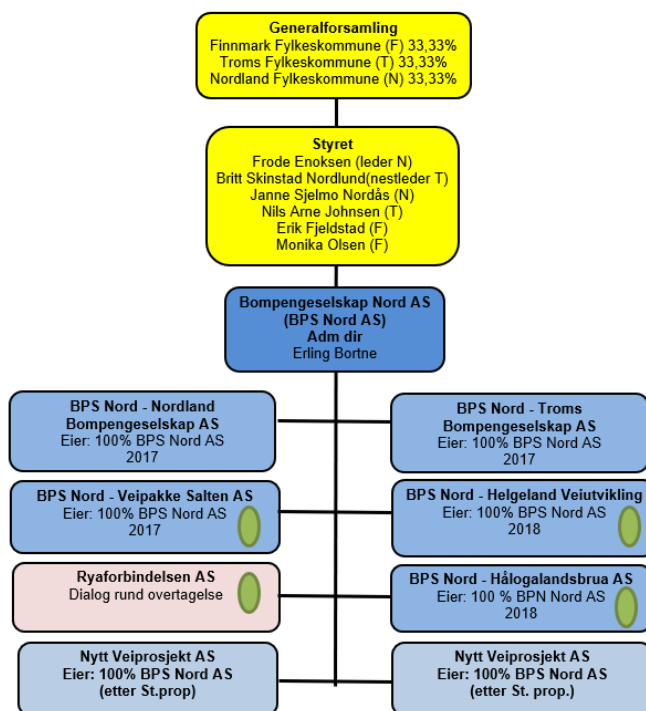 Generalforsamling
Finnmark Fylkeskommune (F) 33,33%
Troms Fylkeskommune (T) 33,33%
Nordland Fylkeskommune (N) 33,33%
Styret
Frode Enoksen (leder N)
Britt Skinstad Nordlund(nestleder T)
Janne Sjelmo Nordås (N)
Nils Arne Johnsen (T)
Erik Fjeldstad (F)
Monika Olsen (F)
Bompengeselskap Nord AS
(BPS Nord AS)
Adm dir
Erling Bortne
BPS Nord - Nordland
Bompengeselskap AS
Eier: 100% BPS Nord AS
2017
BPS Nord - Troms
Bompengeselskap AS
Eier: 100% BPS Nord AS
2017
BPS Nord - Veipakke Salten AS
Eier: 100% BPS Nord AS
2017
BPS Nord - Helgeland Veiutvikling
Eier: 100% BPS Nord AS
2018
Ryaforbindelsen AS
Dialog rund overtagelse
BPS Nord - Hålogalandsbrua AS
Eier: 100 % BPN Nord AS
2018
Nytt Veiprosjekt AS
Eier: 100% BPS Nord AS
(etter St.prop)
Nytt Veiprosjekt AS
Eier: 100% BPS Nord AS
(etter St. prop.)